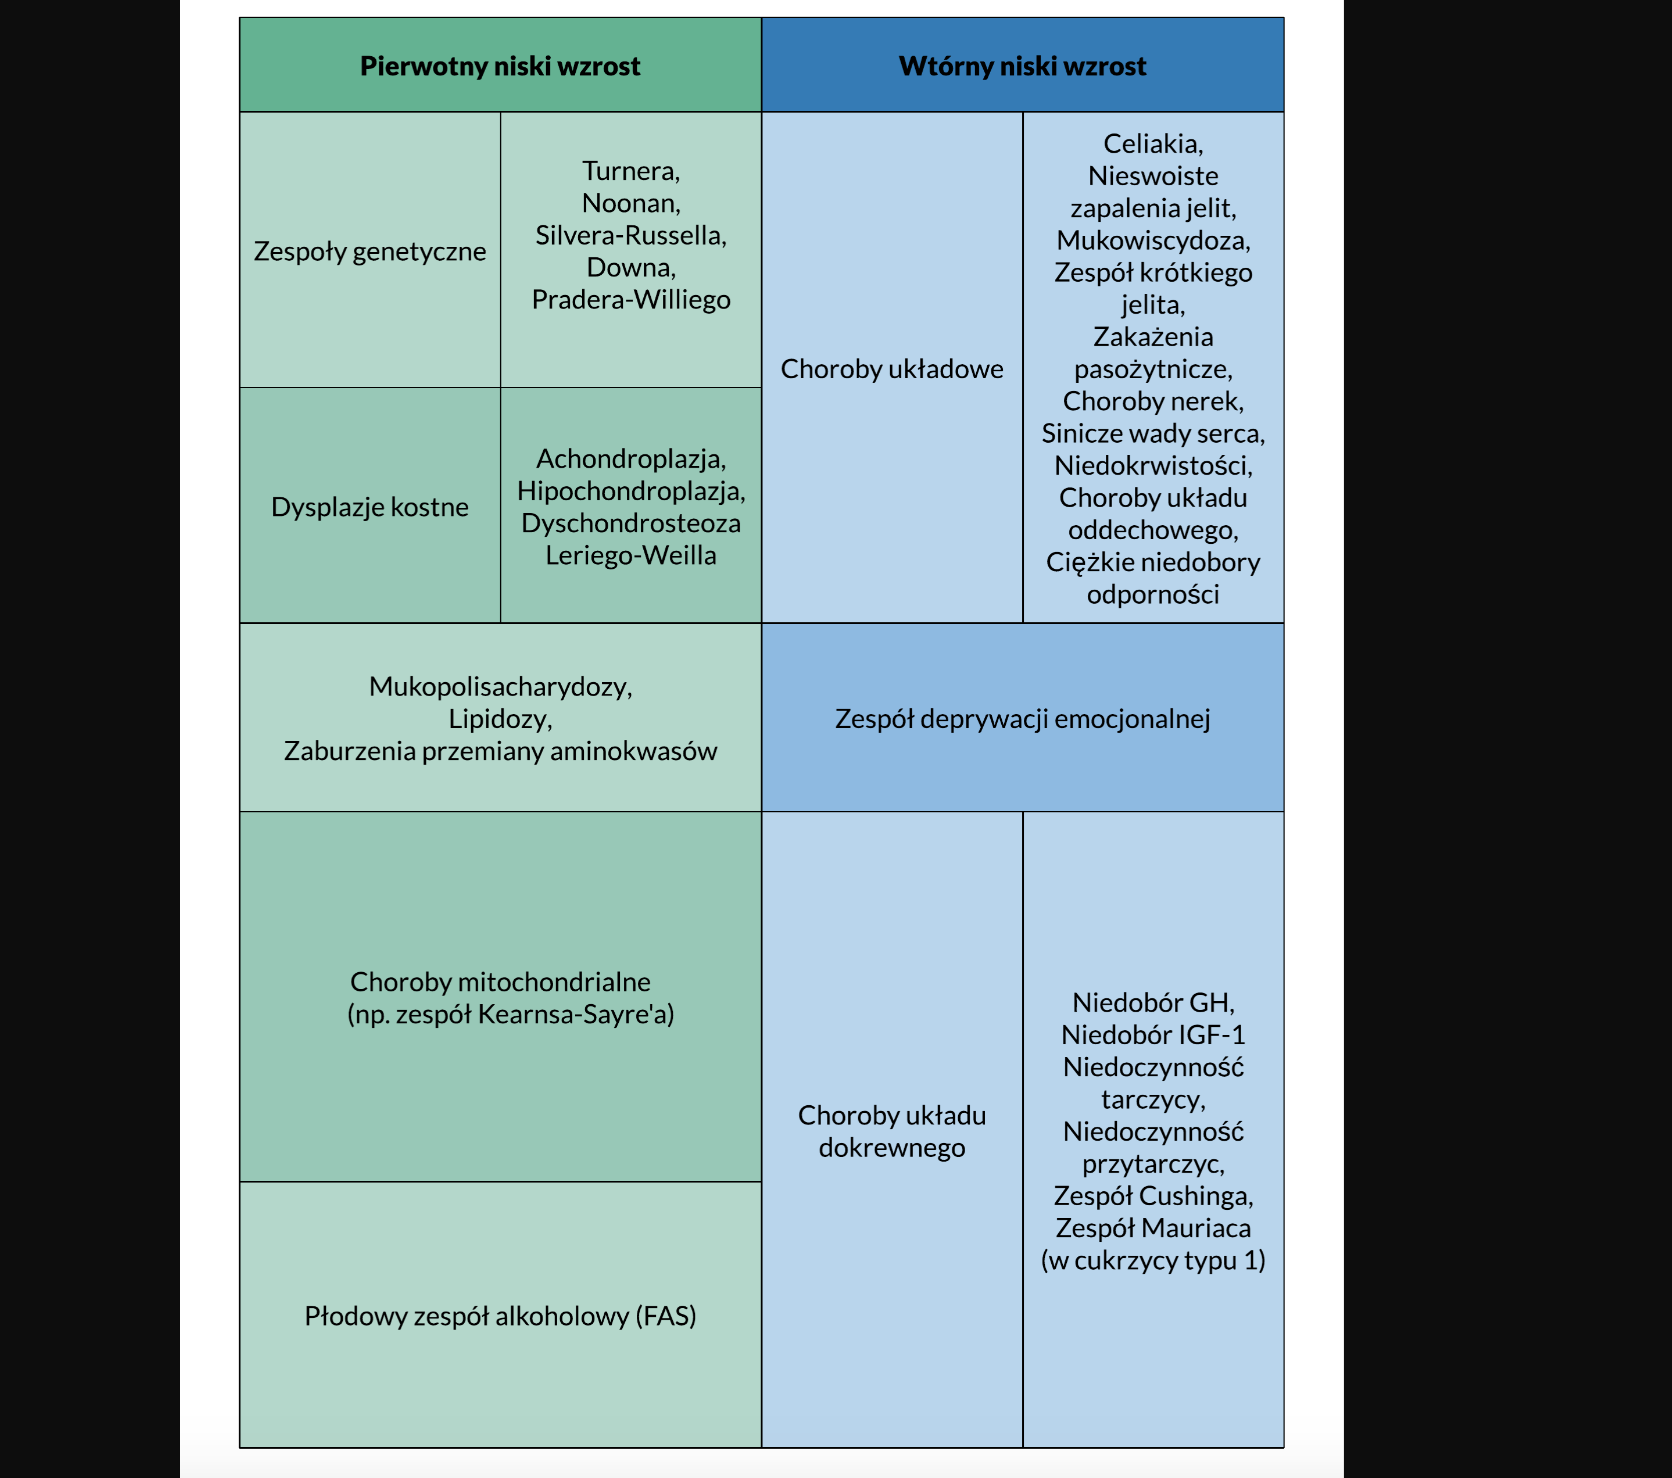 Pierwotny niski wzrost
Wtórny niski wzrost
Zespoły genetyczne
Turnera,
Noonan,
Silvera-Russella,
Downa,
Pradera-Williego
Dysplazje kostne
Achondroplazja,
Hipochondroplazja,
Dyschondrosteoza
Leriego-Weilla
Choroby układowe
Celiakia,
Nieswoiste
zapalenia jelit,
Mukowiscydoza,
Zespół krótkiego
jelita,
Zakażenia
pasożytnicze,
Choroby nerek,
Sinicze wady serca,
Niedokrwistości,
Choroby układu
oddechowego,
Ciężkie niedobory
odporności
Mukopolisacharydozy,
Lipidozy,
Zaburzenia przemiany aminokwasów
Zespół deprywacji emocjonalnej
Choroby mitochondrialne
(np. zespół Kearnsa-Sayre'a)
Płodowy zespół alkoholowy (FAS)
Choroby układu
dokrewnego
Niedobór GH,
Niedobór IGF-1
Niedoczynność
tarczycy,
Niedoczynność
przytarczyc,
Zespół Cushinga,
Zespół Mauriaca
(w cukrzycy typu 1)